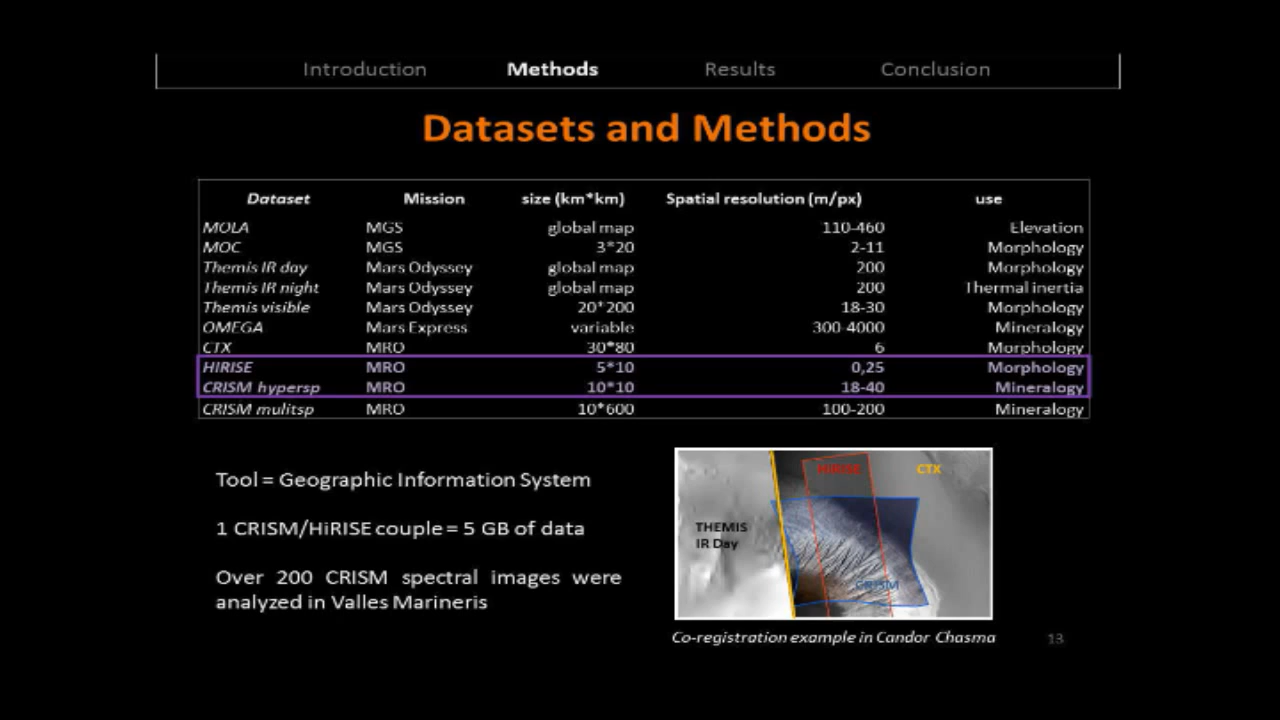 Introduction Methods Results Conclusion
Datasets and Methods
Dataset Mission size (km*km) Spatial resolution (m/px) use
MOLA MGS global map 110-460 Elevation
MOC MGS 3*20 2-11 Morphology
Themis IR day Mars Odyssey global map 200 Morphology
Themis IR night Mars Odyssey global map 200 Thermal inertia
Themis visible Mars Odyssey 20*200 18-30 Morphology
OMEGA Mars Express variable 300-4000 Mineralogy
CTX MRO 30*80 6 Morphology
HIRISE MRO 5*10 0,25 Morphology
CRISM hypersp MRO 10*10 18-40 Mineralogy
CRISM mulitsp MRO 10*600 100-200 Mineralogy
Tool = Geographic Information System
1 CRISM/HiRISE couple = 5 GB of data
Over 200 CRISM spectral images were
analyzed in Valles Marineris
HIRISE CTX
THEMIS
IR Day
CRISM
Co-registration example in Candor Chasma
13